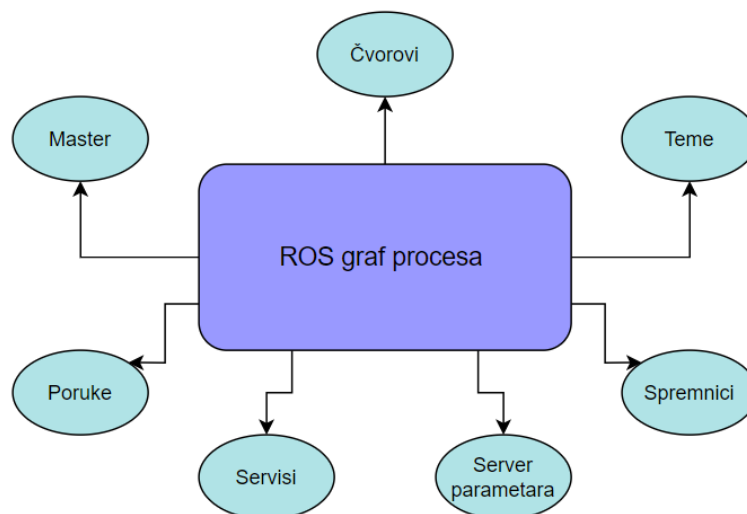 Čvorovi
Master
Teme
ROS graf procesa
Poruke
Spremnici
Servisi
Server
parametara